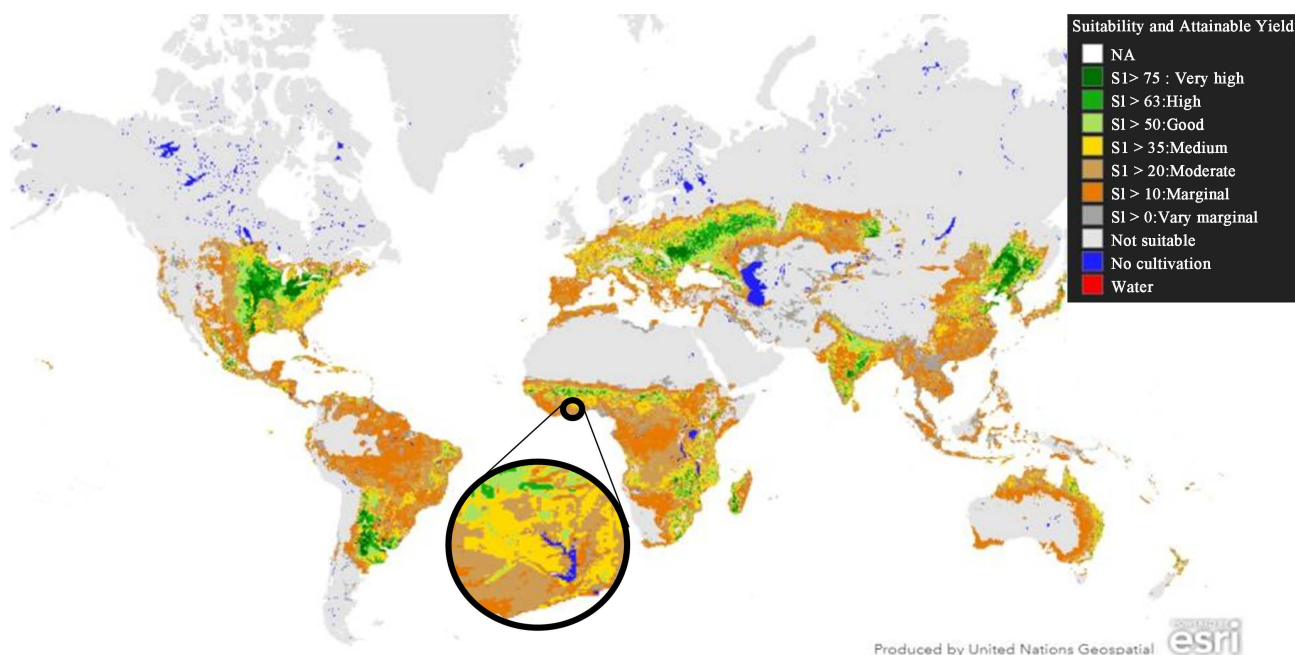 Suitability and Attainable Yield
NA
S1> 75 : Very high
Sl > 63:High
Sl > 50:Good
S1 > 35:Medium
S1 > 20:Moderate
Sl > 10:Marginal
Sl > 0:Vary marginal
Not suitable
No cultivation
Water
POWERED BY
esri
Produced by United Nations Geospatial